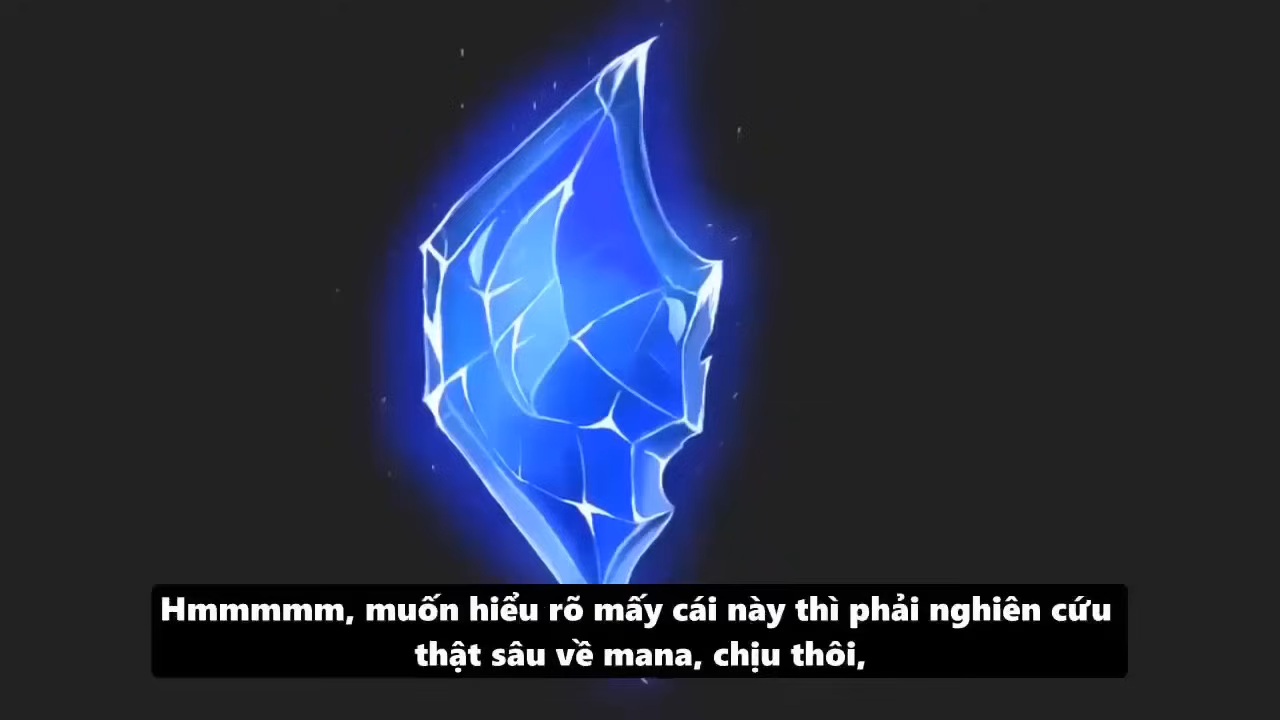 Hmmmmm, muốn hiểu rõ mấy cái này thì phải nghiên cứu
thật sâu về mana, chịu thôi,